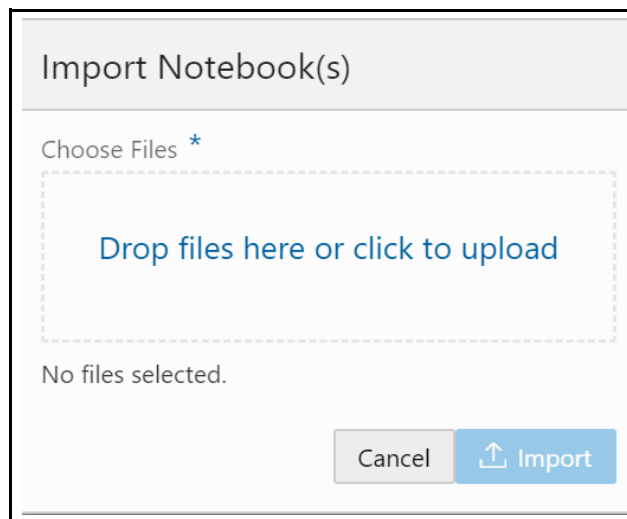 Import Notebook(s)
Choose Files *
Drop files here or click to upload
No files selected.
Cancel Import